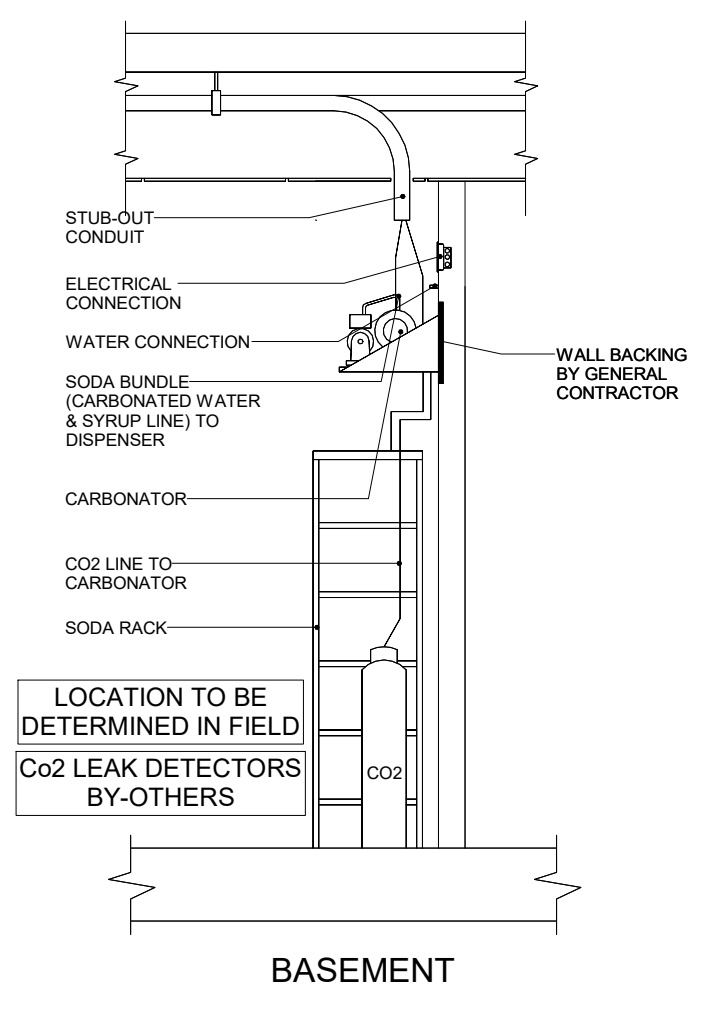 STUB-OUT
CONDUIT
ELECTRICAL
CONNECTION
WATER CONNECTION
SODA BUNDLE
(CARBONATED WATER
& SYRUP LINE) TO
DISPENSER
WALL BACKING
BY GENERAL
CONTRACTOR
CARBONATOR
CO2 LINE TO
CARBONATOR
SODA RACK
LOCATION TO BE
DETERMINED IN FIELD
Co2 LEAK DETECTORS
BY-OTHERS
CO2
BASEMENT